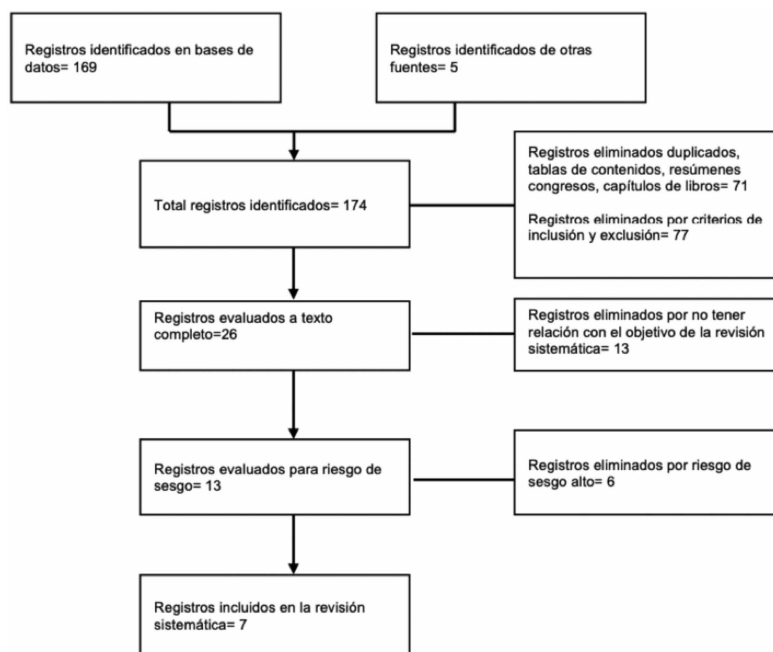 Registros identificados en bases de
datos= 169
Registros identificados de otras
fuentes= 5
Total registros identificados= 174
Registros eliminados duplicados,
tablas de contenidos, resúmenes
congresos, capítulos de libros= 71
Registros eliminados por criterios de
inclusión y exclusión= 77
Registros evaluados a texto
completo=26
Registros eliminados por no tener
relación con el objetivo de la revisión
sistemática= 13
Registros evaluados para riesgo de
sesgo= 13
Registros eliminados por riesgo de
sesgo alto= 6
Registros incluidos en la revisión
sistemática= 7